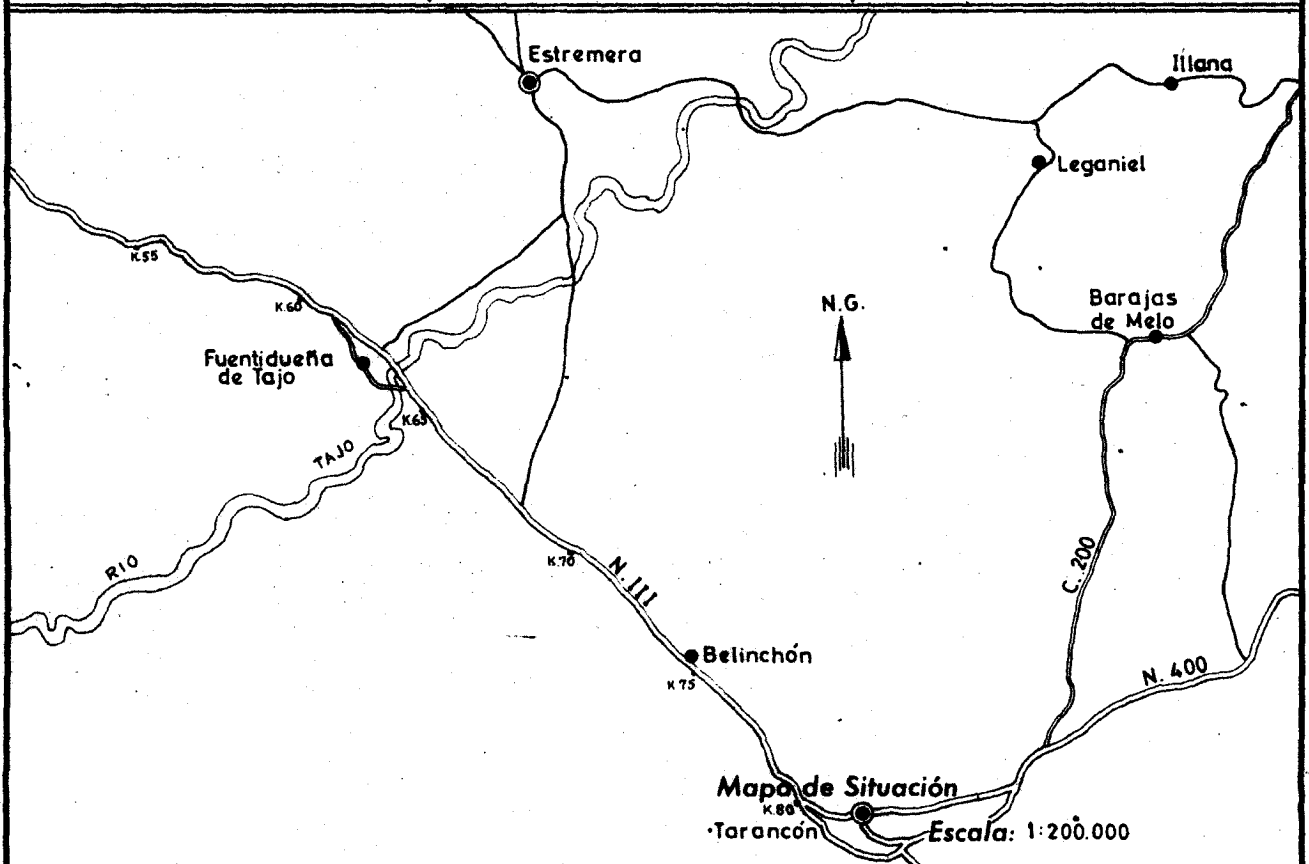 Estremera
Illana
Leganiel
K.55
K.60
N.G.
Barajas
de Melo
Fuentidueña
de Tajo
K.65
TAJO
RIO
K.70
N.III
C.200
Belinchón
K 75
N. 400
Mapa de Situación
K.80
Tarancón
Escala: 1:200.000